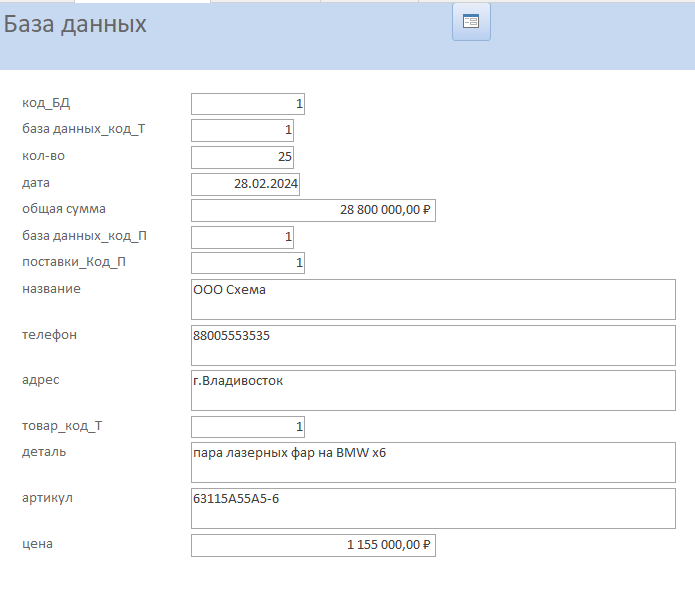 База данных
код_БД 1
база данных_код_Т 1
кол-во 25
дата 28.02.2024
общая сумма 28 800 000,00 ₽
база данных_код_П 1
поставки_Код_П 1
название ООО Схема
телефон 88005553535
адрес г.Владивосток
товар_код_Т 1
деталь пара лазерных фар на BMW x6
артикул 63115A55A5-6
цена 1 155 000,00 ₽